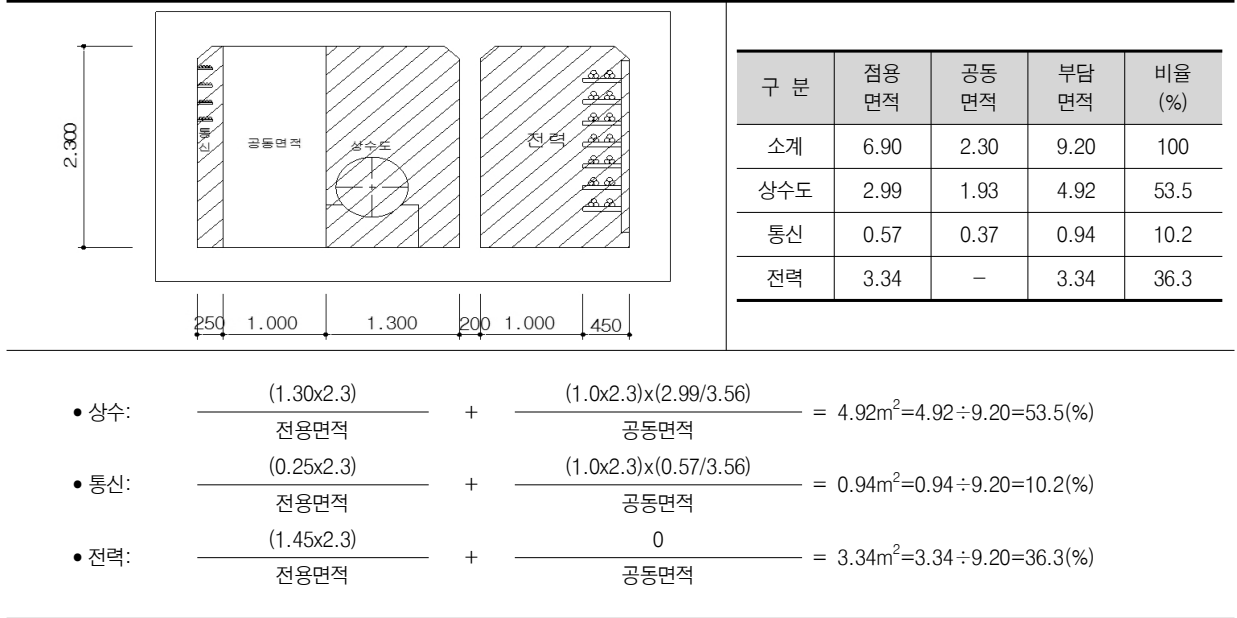 2.300
통신
공동면적
상수도
전력
250 1.000 1.300 200 1.000 450
구 분 점용 면적 공동 면적 부담 면적 비율 (%)
소계 6.90 2.30 9.20 100
상수도 2.99 1.93 4.92 53.5
통신 0.57 0.37 0.94 10.2
전력 3.34 − 3.34 36.3
• 상수: (1.30x2.3) / 전용면적 + (1.0x2.3)x(2.99/3.56) / 공동면적 = 4.92m²=4.92÷9.20=53.5(%)
• 통신: (0.25x2.3) / 전용면적 + (1.0x2.3)x(0.57/3.56) / 공동면적 = 0.94m²=0.94÷9.20=10.2(%)
• 전력: (1.45x2.3) / 전용면적 + 0 / 공동면적 = 3.34m²=3.34÷9.20=36.3(%)